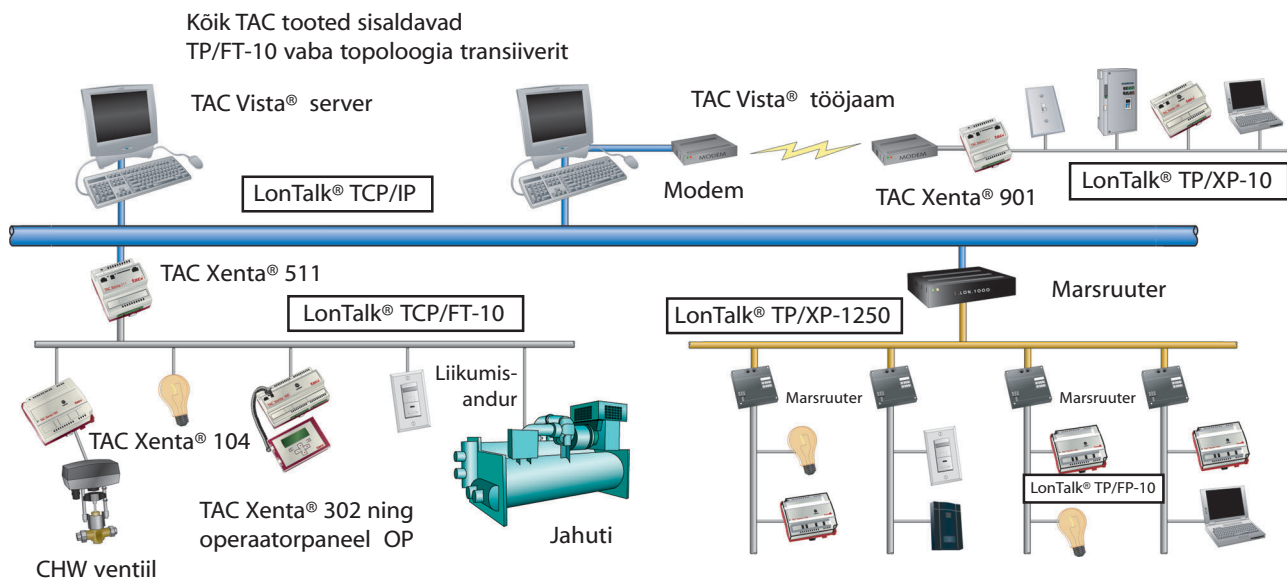 Kõik TAC tooted sisaldavad
TP/FT-10 vaba topoloogia transiiverit
TAC Vista® server
TAC Vista® tööjaam
MODEM
Modem
MODEM
TAC Xenta® 901
LonTalk® TP/XP-10
LonTalk® TCP/IP
TAC Xenta® 511
LonTalk® TCP/FT-10
LonTalk® TP/XP-1250
Marsruuter
Liikumis-
andur
Marsruuter
Marsruuter
TAC Xenta® 104
LonTalk® TP/FP-10
TAC Xenta® 302 ning
operaatorpaneel OP
Jahuti
CHW ventiil